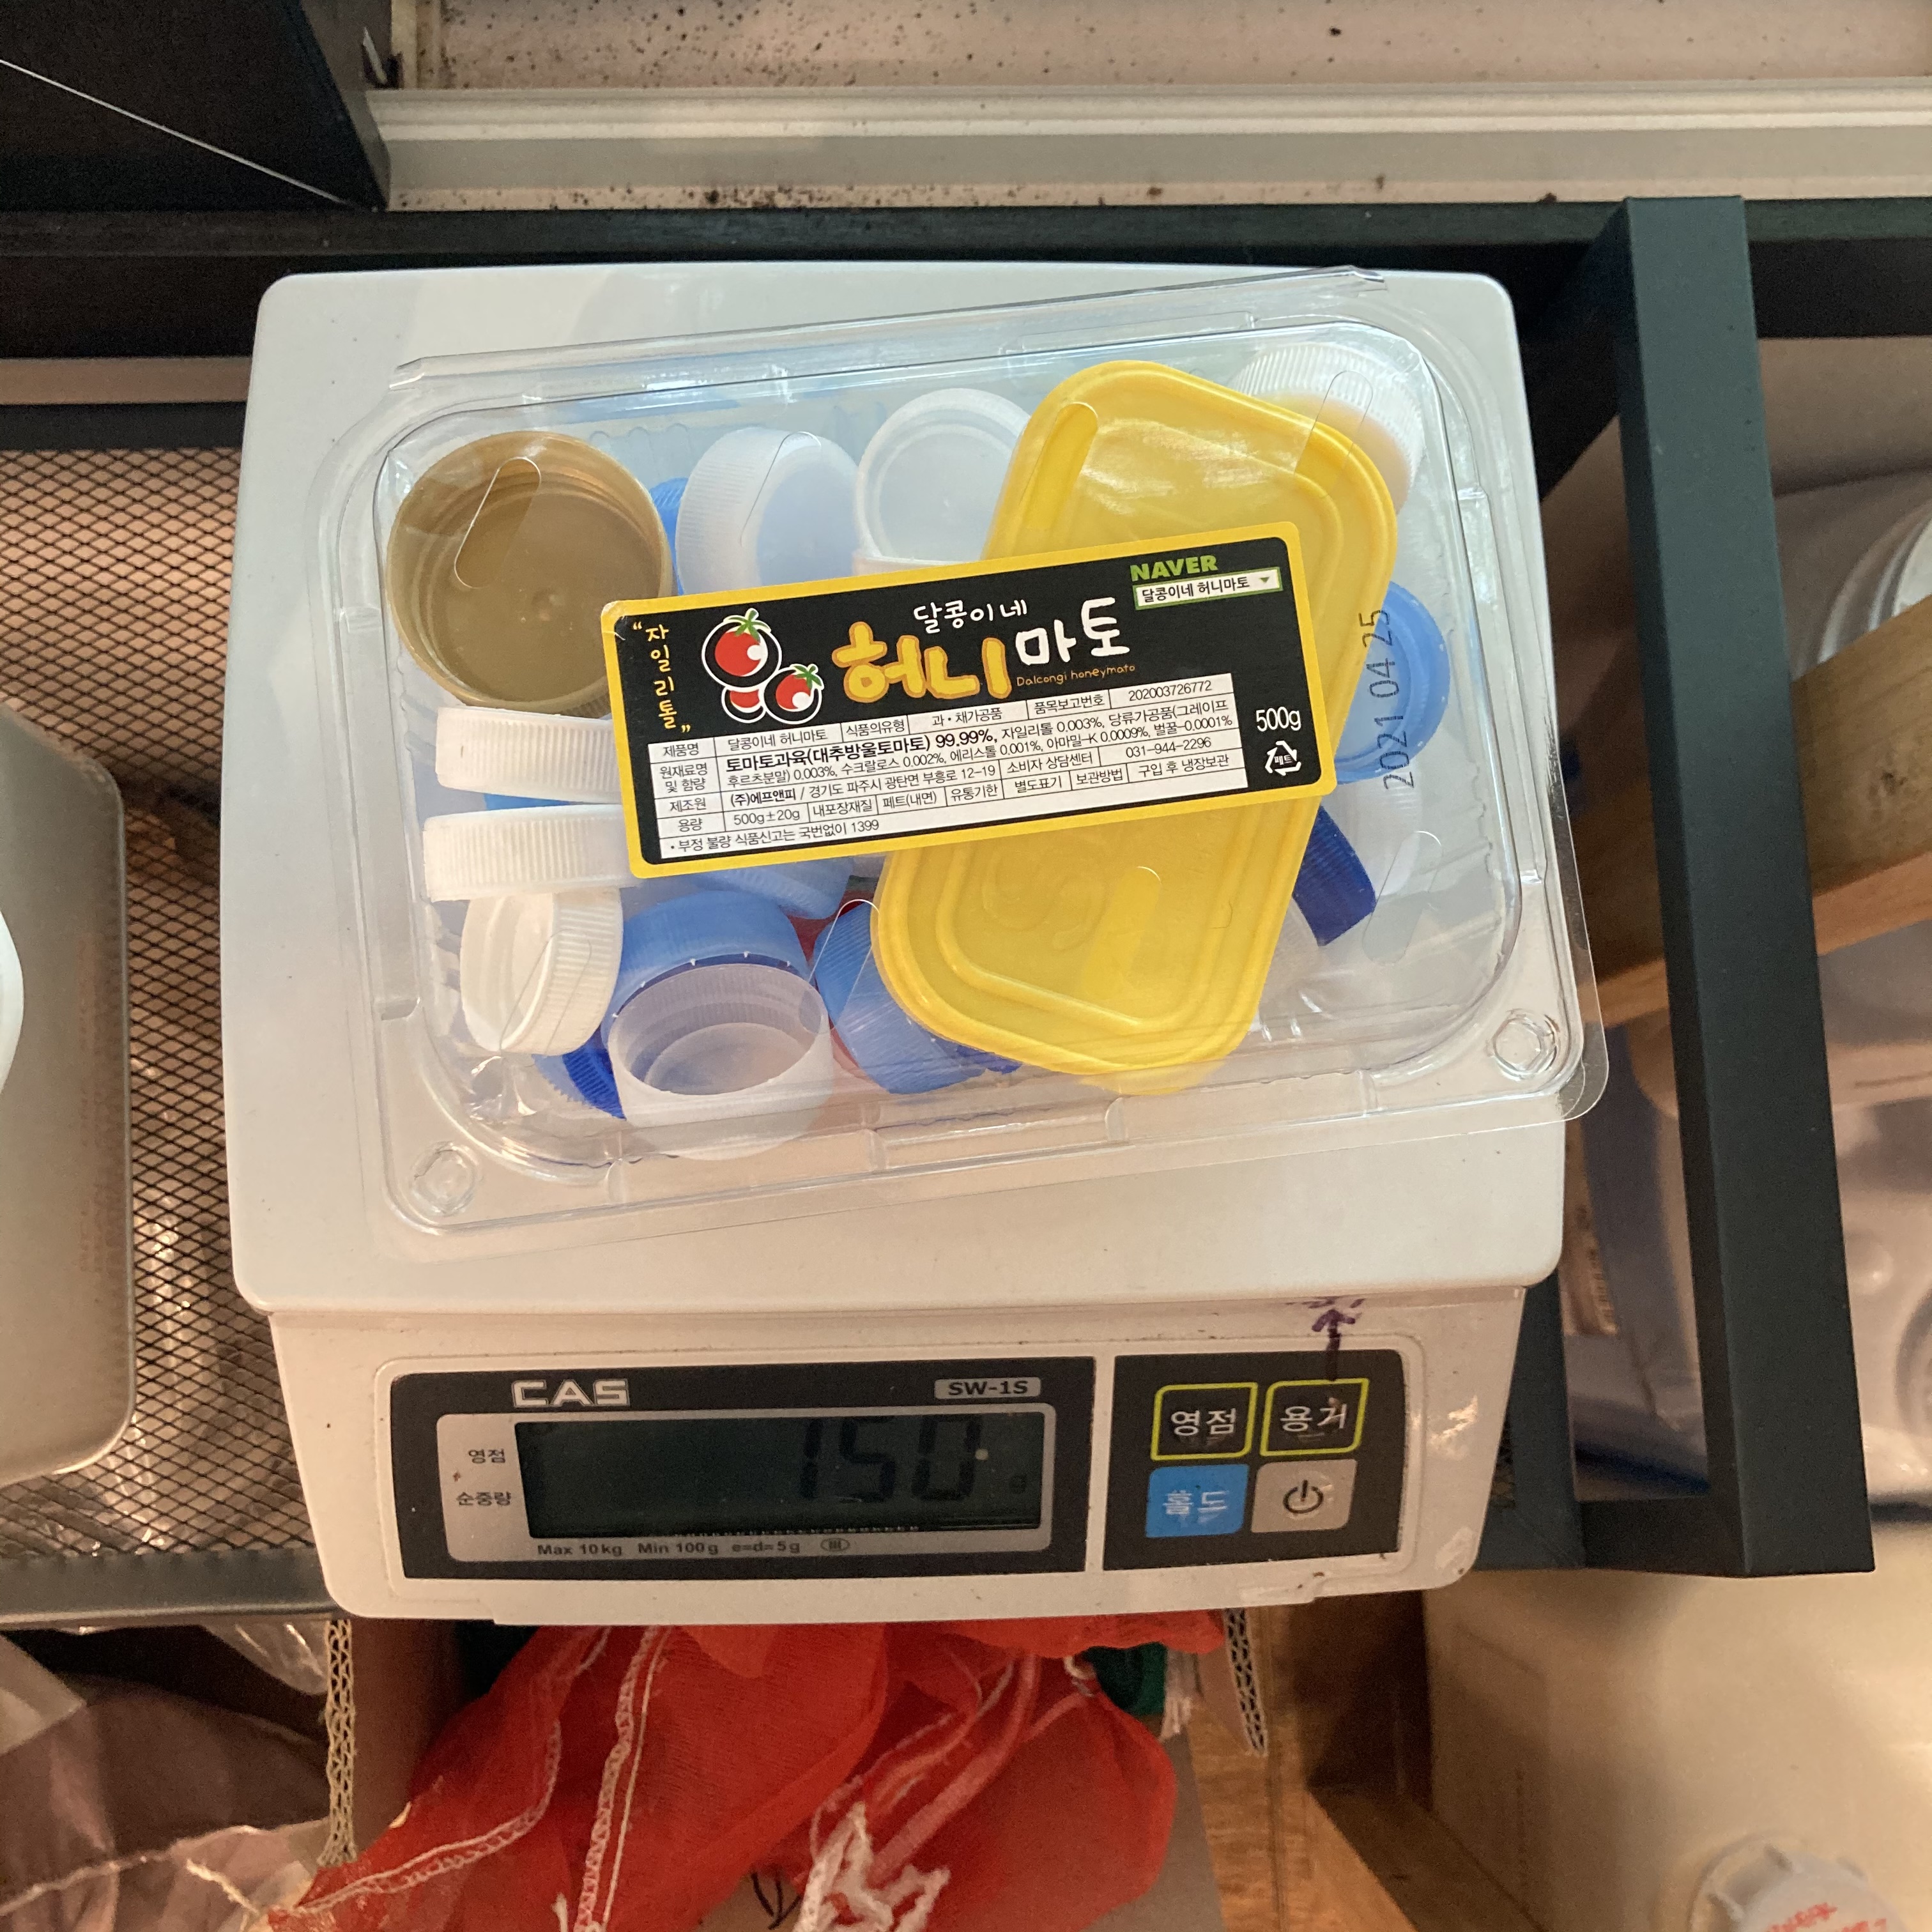 NAVER
달콩이네 허니마토
“자일리톨”
달콩이네
허니마토
Dalcongi honeymato
제품명 달콩이네 허니마토 식품의유형 과·채가공품 품목보고번호 202003726772
원재료명 및 함량 토마토과육(대추방울토마토) 99.99%, 자일리톨 0.003%, 당류가공품(그레이프
후르츠분말) 0.003%, 수크랄로스 0.002%, 에리스톨 0.001%, 아마밀-K 0.0009%, 벌꿀-0.0001%
제조원 (주)에프앤피 / 경기도 파주시 광탄면 부흥로 12-19 소비자 상담센터 031-944-2296
용량 500g±20g 내포장재질 페트(내면) 유통기한 별도표기 보관방법 구입 후 냉장보관
·부정 불량 식품신고는 국번없이 1399
500g
페트
2021 04 25
CAS
SW-1S
영점
순중량
150
g
Max 10kg Min 100g e=d=5g III
영점
용기
홀드